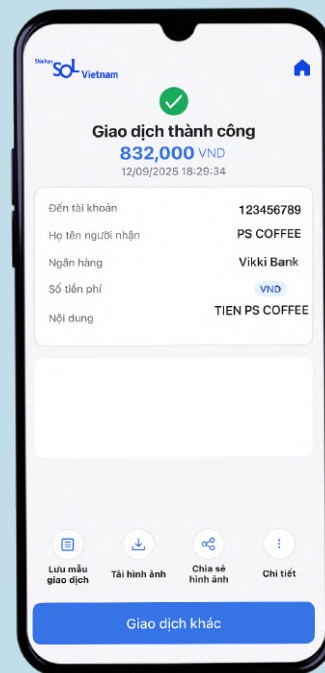 Shinhan SOL Vietnam
Giao dịch thành công
832,000 VND
12/09/2025 18:29:34
Đến tài khoản 123456789
Họ tên người nhận PS COFFEE
Ngân hàng Vikki Bank
Số tiền phí VND
Nội dung TIEN PS COFFEE
Lưu mẫu giao dịch
Tải hình ảnh
Chia sẻ hình ảnh
Chi tiết
Giao dịch khác